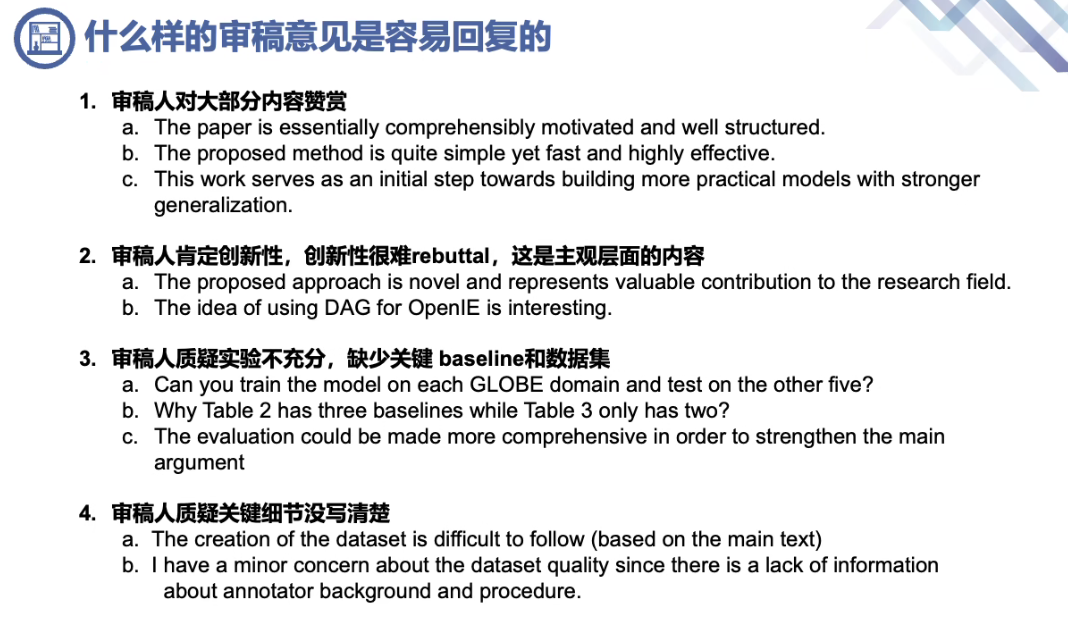 什么样的审稿意见是容易回复的
1. 审稿人对大部分内容赞赏
a. The paper is essentially comprehensibly motivated and well structured.
b. The proposed method is quite simple yet fast and highly effective.
c. This work serves as an initial step towards building more practical models with stronger
generalization.
2. 审稿人肯定创新性，创新性很难rebuttal，这是主观层面的内容
a. The proposed approach is novel and represents valuable contribution to the research field.
b. The idea of using DAG for OpenIE is interesting.
3. 审稿人质疑实验不充分，缺少关键 baseline和数据集
a. Can you train the model on each GLOBE domain and test on the other five?
b. Why Table 2 has three baselines while Table 3 only has two?
c. The evaluation could be made more comprehensive in order to strengthen the main
argument
4. 审稿人质疑关键细节没写清楚
a. The creation of the dataset is difficult to follow (based on the main text)
b. I have a minor concern about the dataset quality since there is a lack of information
about annotator background and procedure.